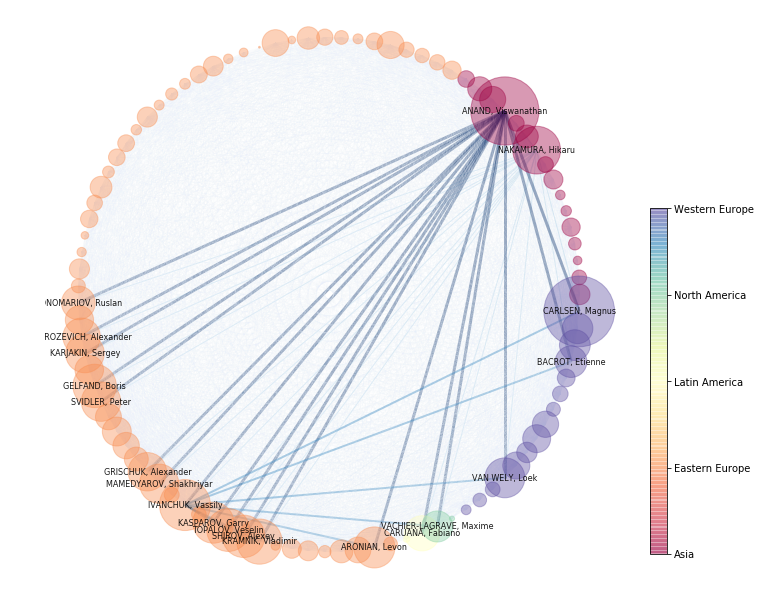 ANAND, Viswanathan
NAKAMURA, Hikaru
Western Europe
North America
Latin America
Eastern Europe
Asia
NOMARIOV, Ruslan
CARLSEN, Magnus
ROZEVICH, Alexander
KARJAKIN, Sergey
BACROT, Etienne
GELFAND, Boris
SVIDLER, Peter
GRISCHUK, Alexander
MAMEDYAROV, Shakhriyar
VAN WELY, Loek
IVANCHUK, Vassily
KASPAROV, Garry
TOPALOV, Veselin
SHIROV, Alexey
KRAMNIK, Vladimir
VACHIER-LAGRAVE, Maxime
CARUANA, Fabiano
ARONIAN, Levon